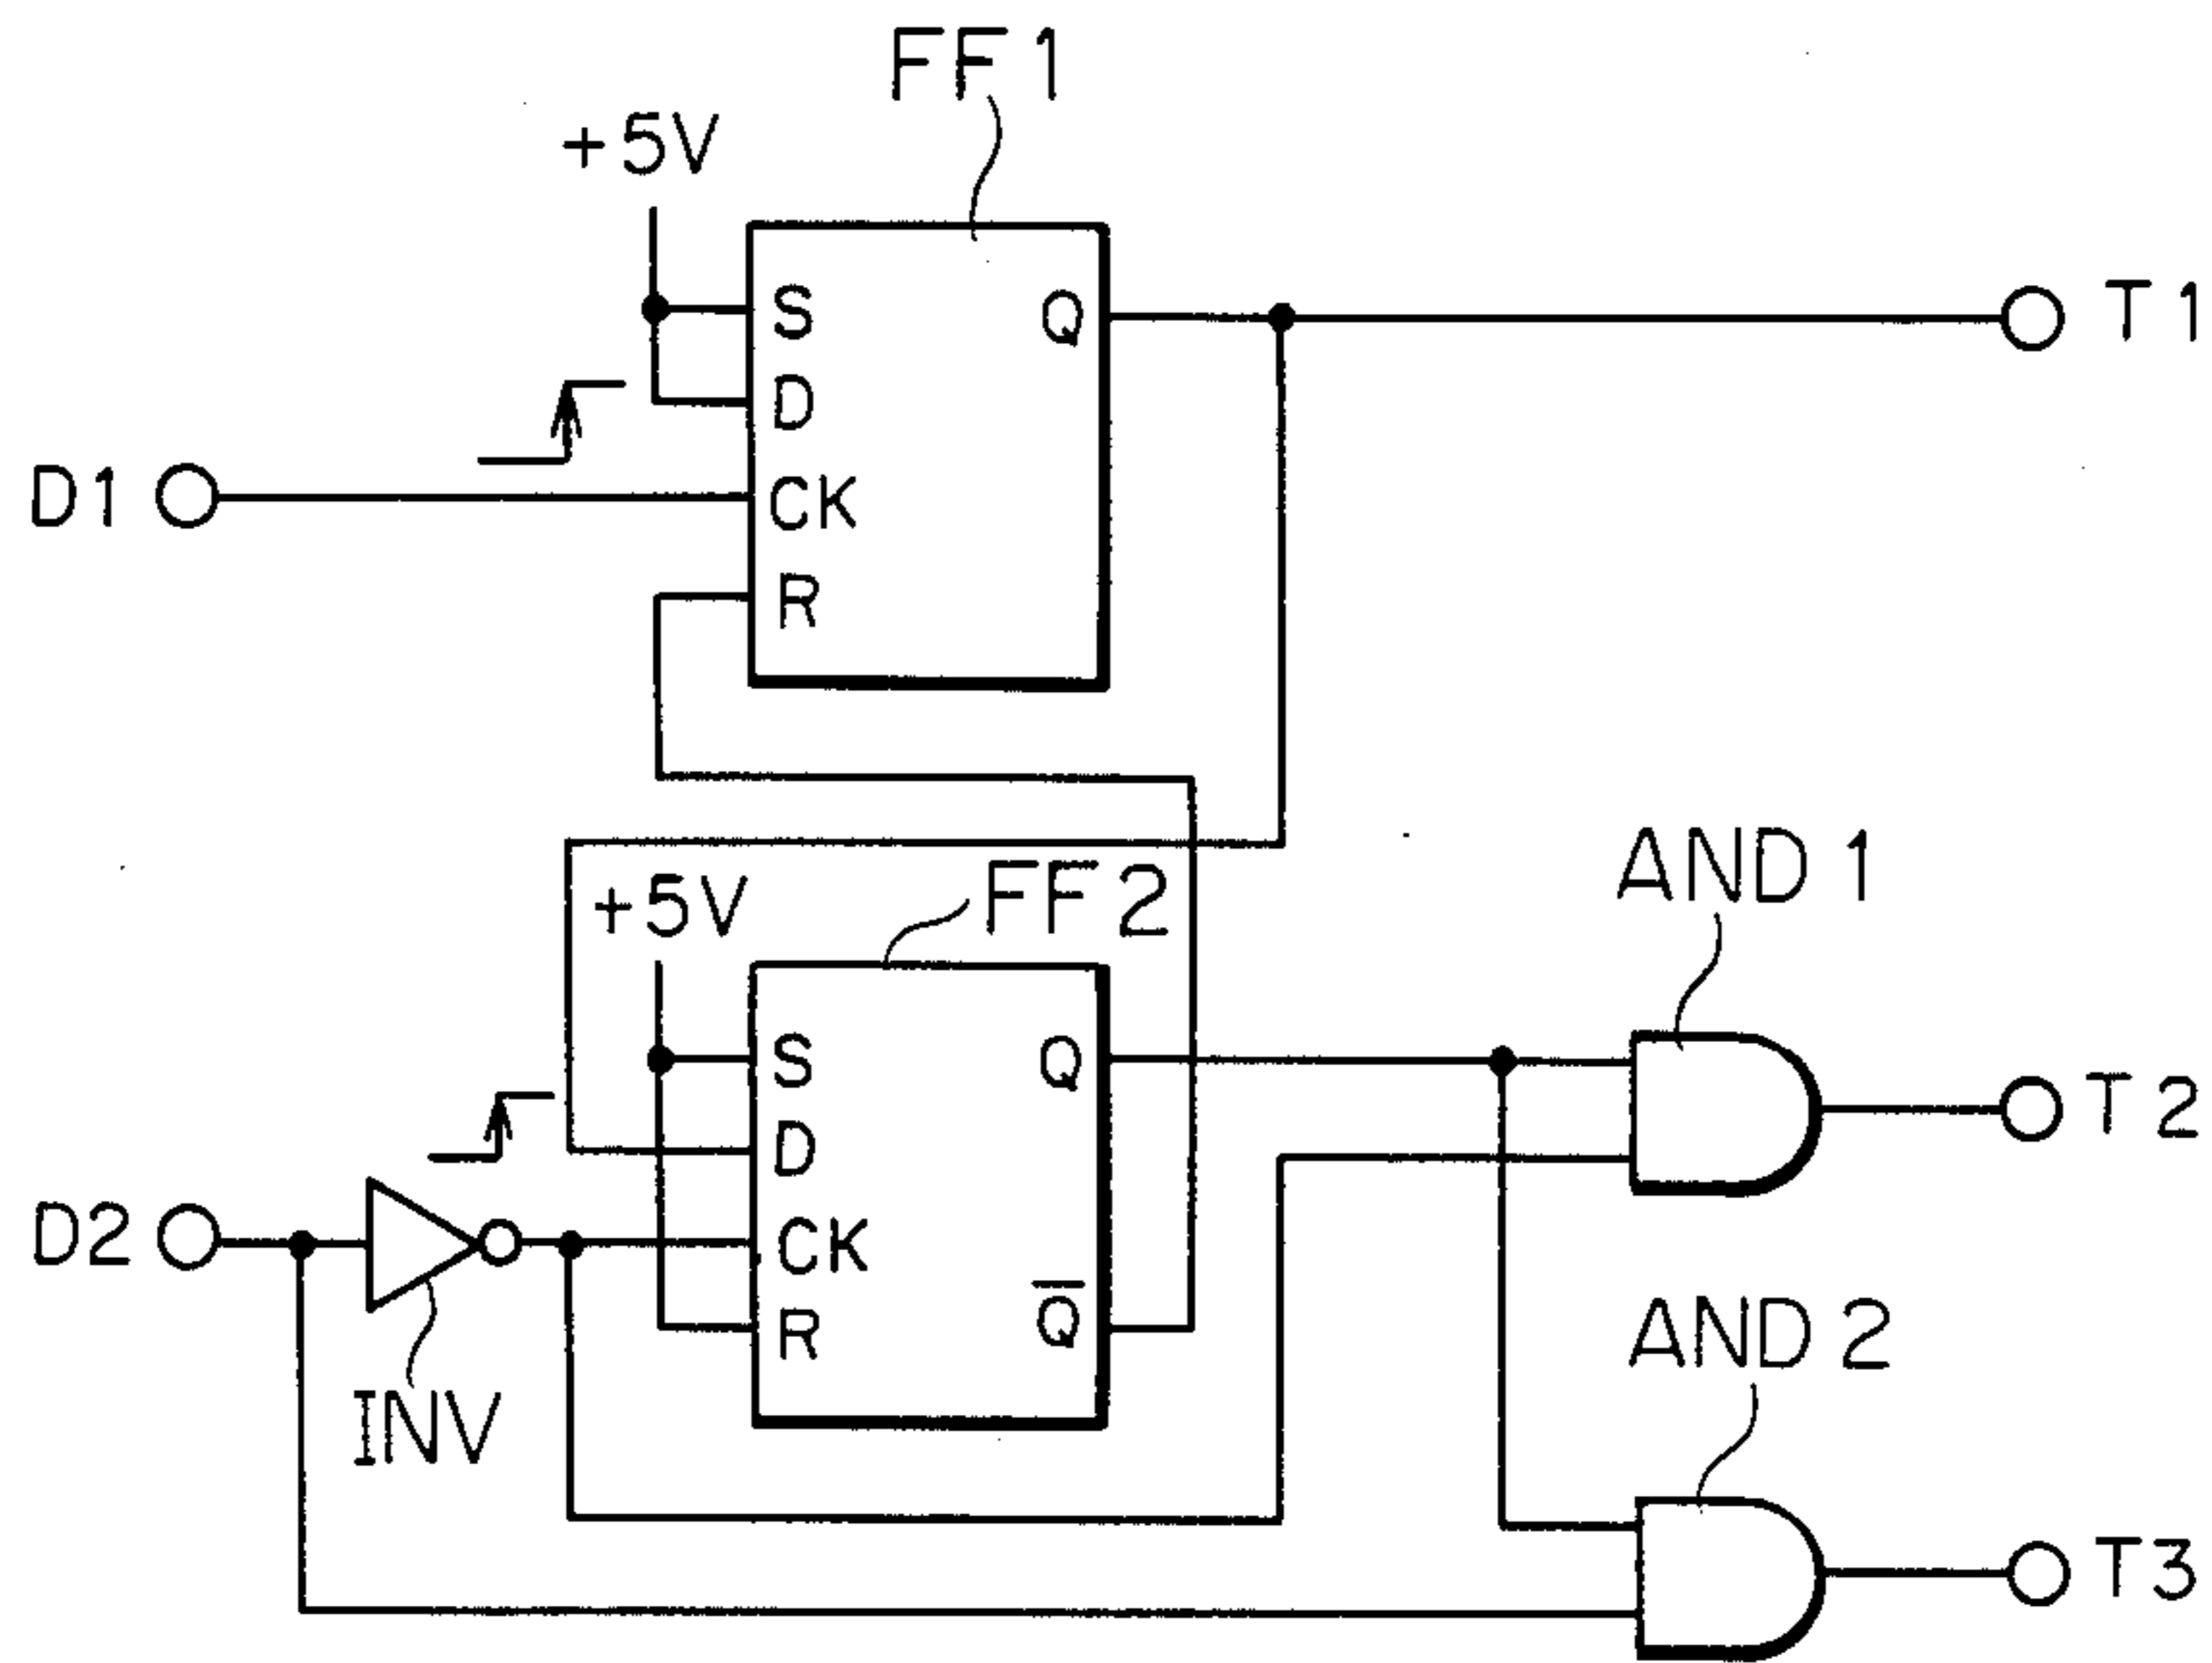 FF1
+5V
S
Q
T1
D
D1
CK
R
AND1
+5V
FF2
S
Q
T2
D
D2
CK
R
Q̅
INV
AND2
T3